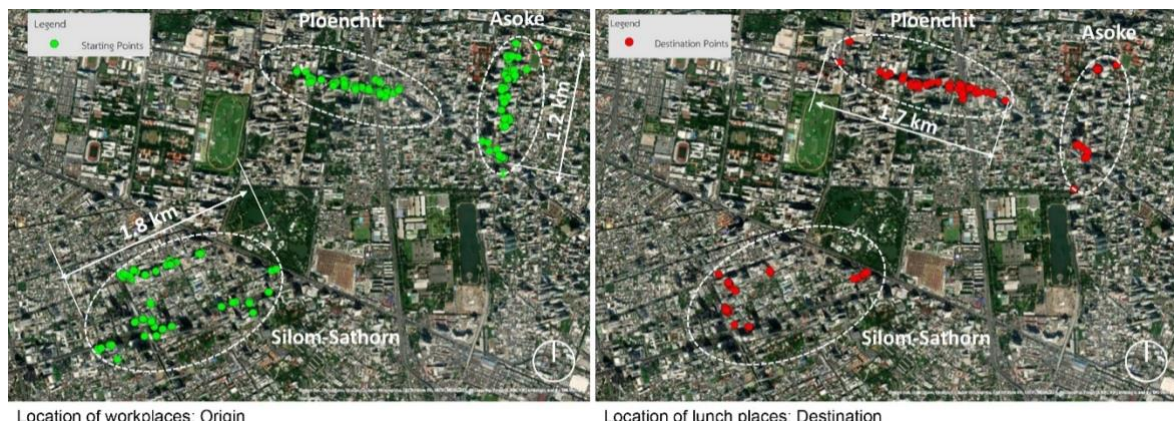 Legend
Starting Points
Ploenchit
Asoke
1.2 km
1.8 km
Silom-Sathorn
Location of workplaces: Origin
Legend
Destination Points
Ploenchit
Asoke
1.7 km
Silom-Sathorn
Location of lunch places: Destination